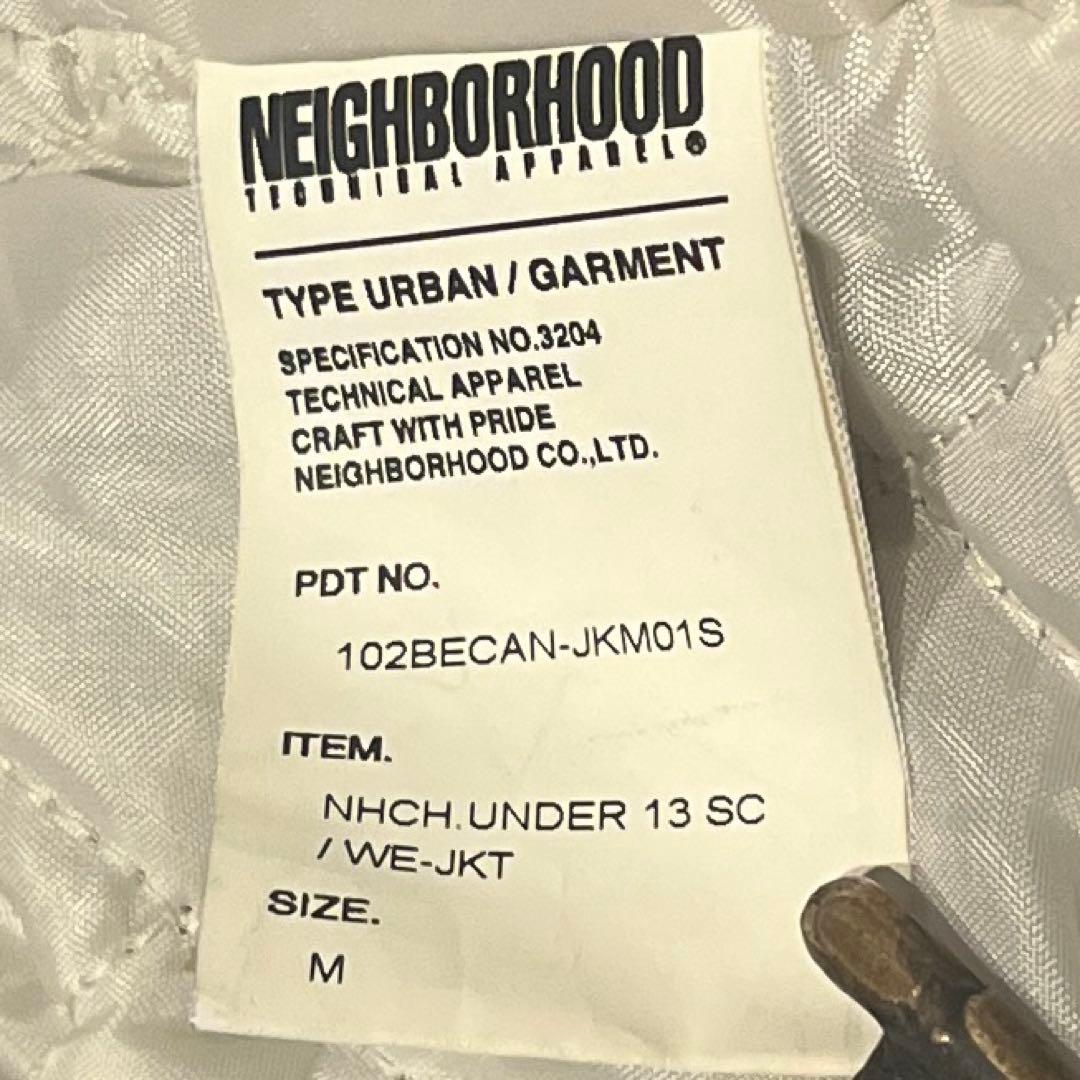 NEIGHBORHOOD
TECHNICAL APPAREL®
TYPE URBAN / GARMENT
SPECIFICATION NO.3204
TECHNICAL APPAREL
CRAFT WITH PRIDE
NEIGHBORHOOD CO.,LTD.
PDT NO.
102BECAN-JKM01S
ITEM.
NHCH.UNDER 13 SC
/ WE-JKT
SIZE.
M